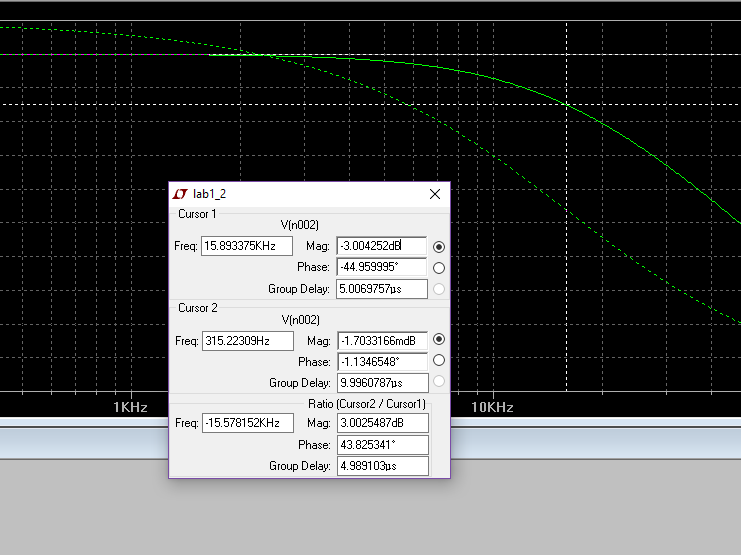 lab1_2
Cursor 1
V(n002)
Freq: 15.893375KHz Mag: -3.004252dB
Phase: -44.959995°
Group Delay: 5.0069757µs
Cursor 2
V(n002)
Freq: 315.22309Hz Mag: -1.7033166mdB
Phase: -1.1346548°
Group Delay: 9.9960787µs
Ratio (Cursor2 / Cursor1)
Freq: -15.578152KHz Mag: 3.0025487dB
Phase: 43.825341°
Group Delay: 4.989103µs
1KHz 10KHz